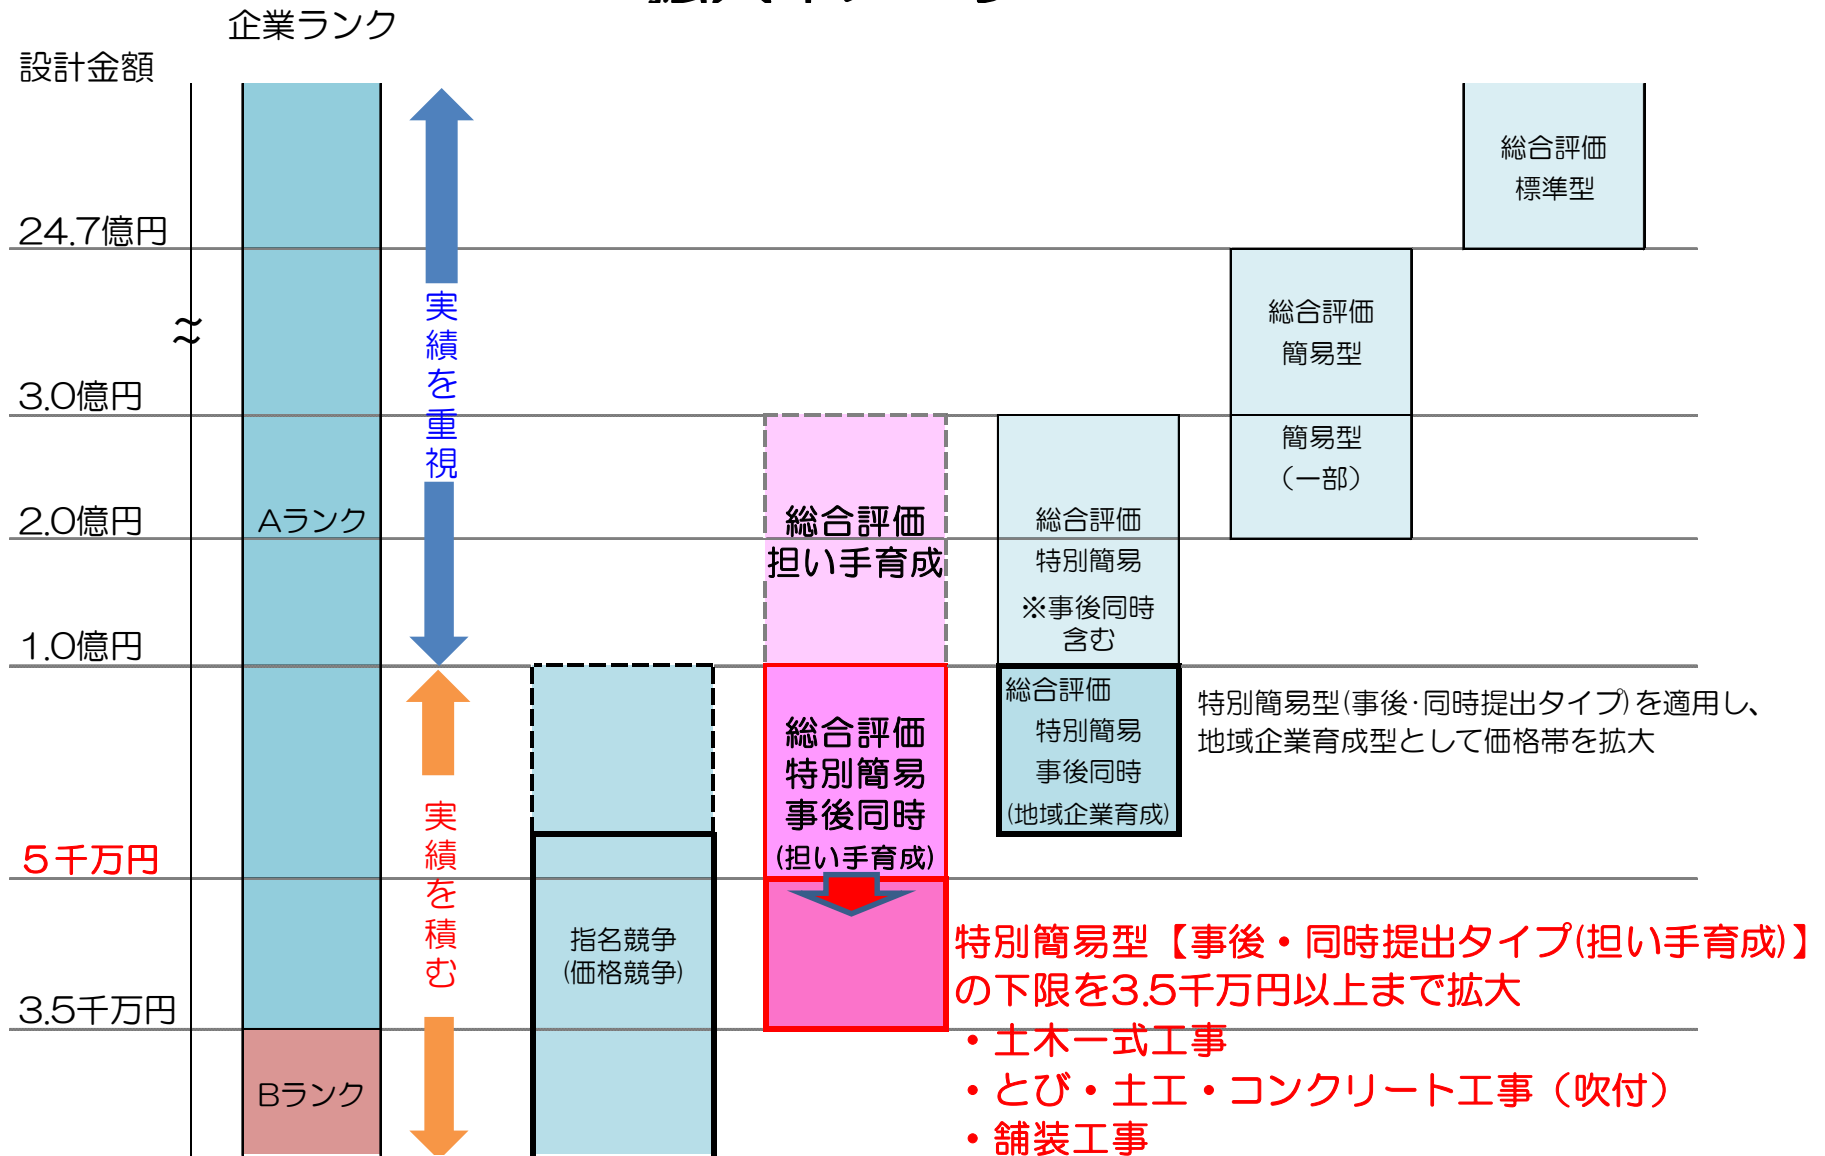 企業ランク
設計金額
24.7億円
3.0億円
2.0億円
1.0億円
5千万円
3.5千万円
Aランク
Bランク
実績を重視
実績を積む
指名競争
(価格競争)
総合評価
担い手育成
総合評価
特別簡易
事後同時
(担い手育成)
総合評価
特別簡易
※事後同時
含む
総合評価
特別簡易
事後同時
(地域企業育成)
総合評価
簡易型
簡易型
(一部)
総合評価
標準型
特別簡易型(事後・同時提出タイプ)を適用し、
地域企業育成型として価格帯を拡大
特別簡易型【事後・同時提出タイプ(担い手育成)】
の下限を3.5千万円以上まで拡大
・土木一式工事
・とび・土工・コンクリート工事（吹付）
・舗装工事